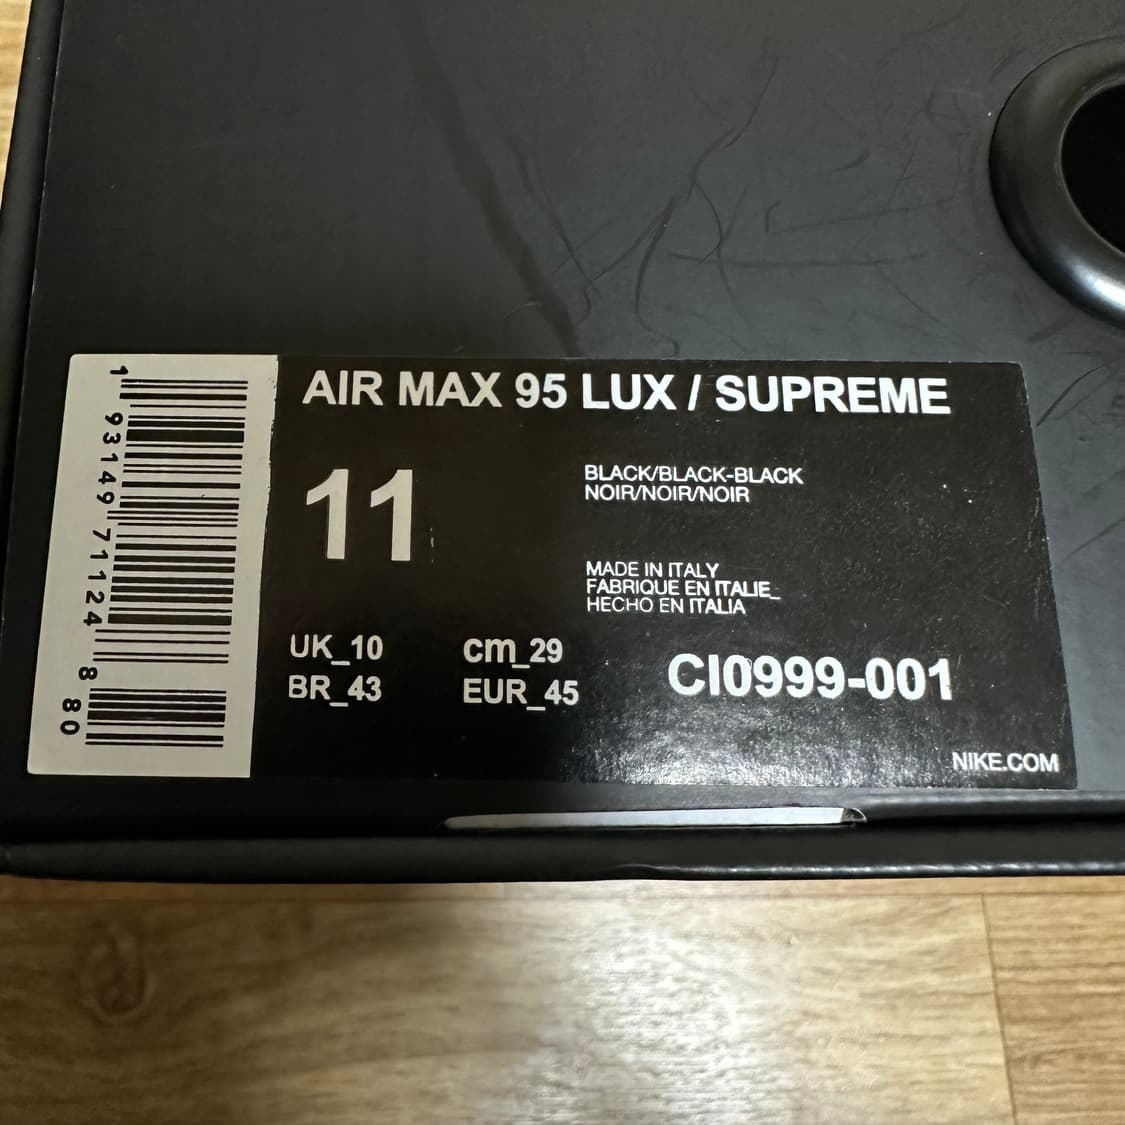 AIR MAX 95 LUX / SUPREME
11
BLACK/BLACK-BLACK
NOIR/NOIR/NOIR
MADE IN ITALY
FABRIQUE EN ITALIE_
HECHO EN ITALIA
UK_10 cm_29
BR_43 EUR_45
CI0999-001
NIKE.COM
1 93149 71124 8 80